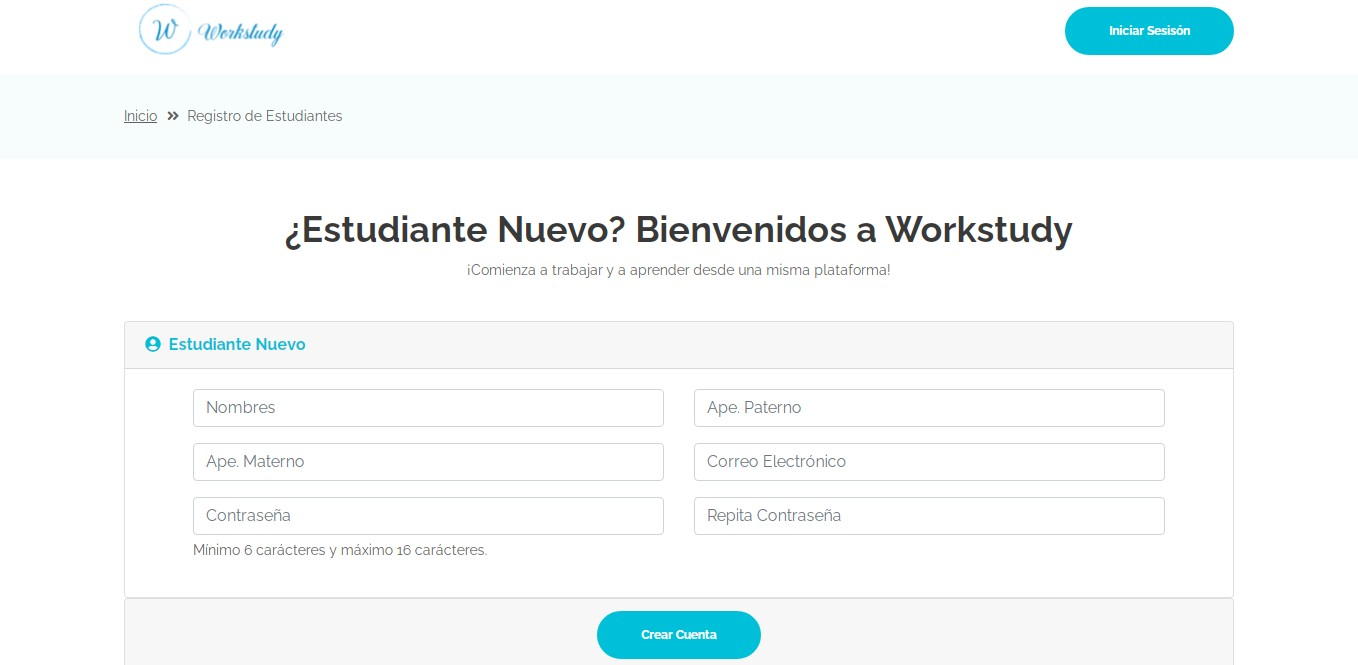 W Workstudy
Iniciar Sesisón
Inicio » Registro de Estudiantes
¿Estudiante Nuevo? Bienvenidos a Workstudy
¡Comienza a trabajar y a aprender desde una misma plataforma!
Estudiante Nuevo
Nombres
Ape. Paterno
Ape. Materno
Correo Electrónico
Contraseña
Repita Contraseña
Mínimo 6 carácteres y máximo 16 carácteres.
Crear Cuenta